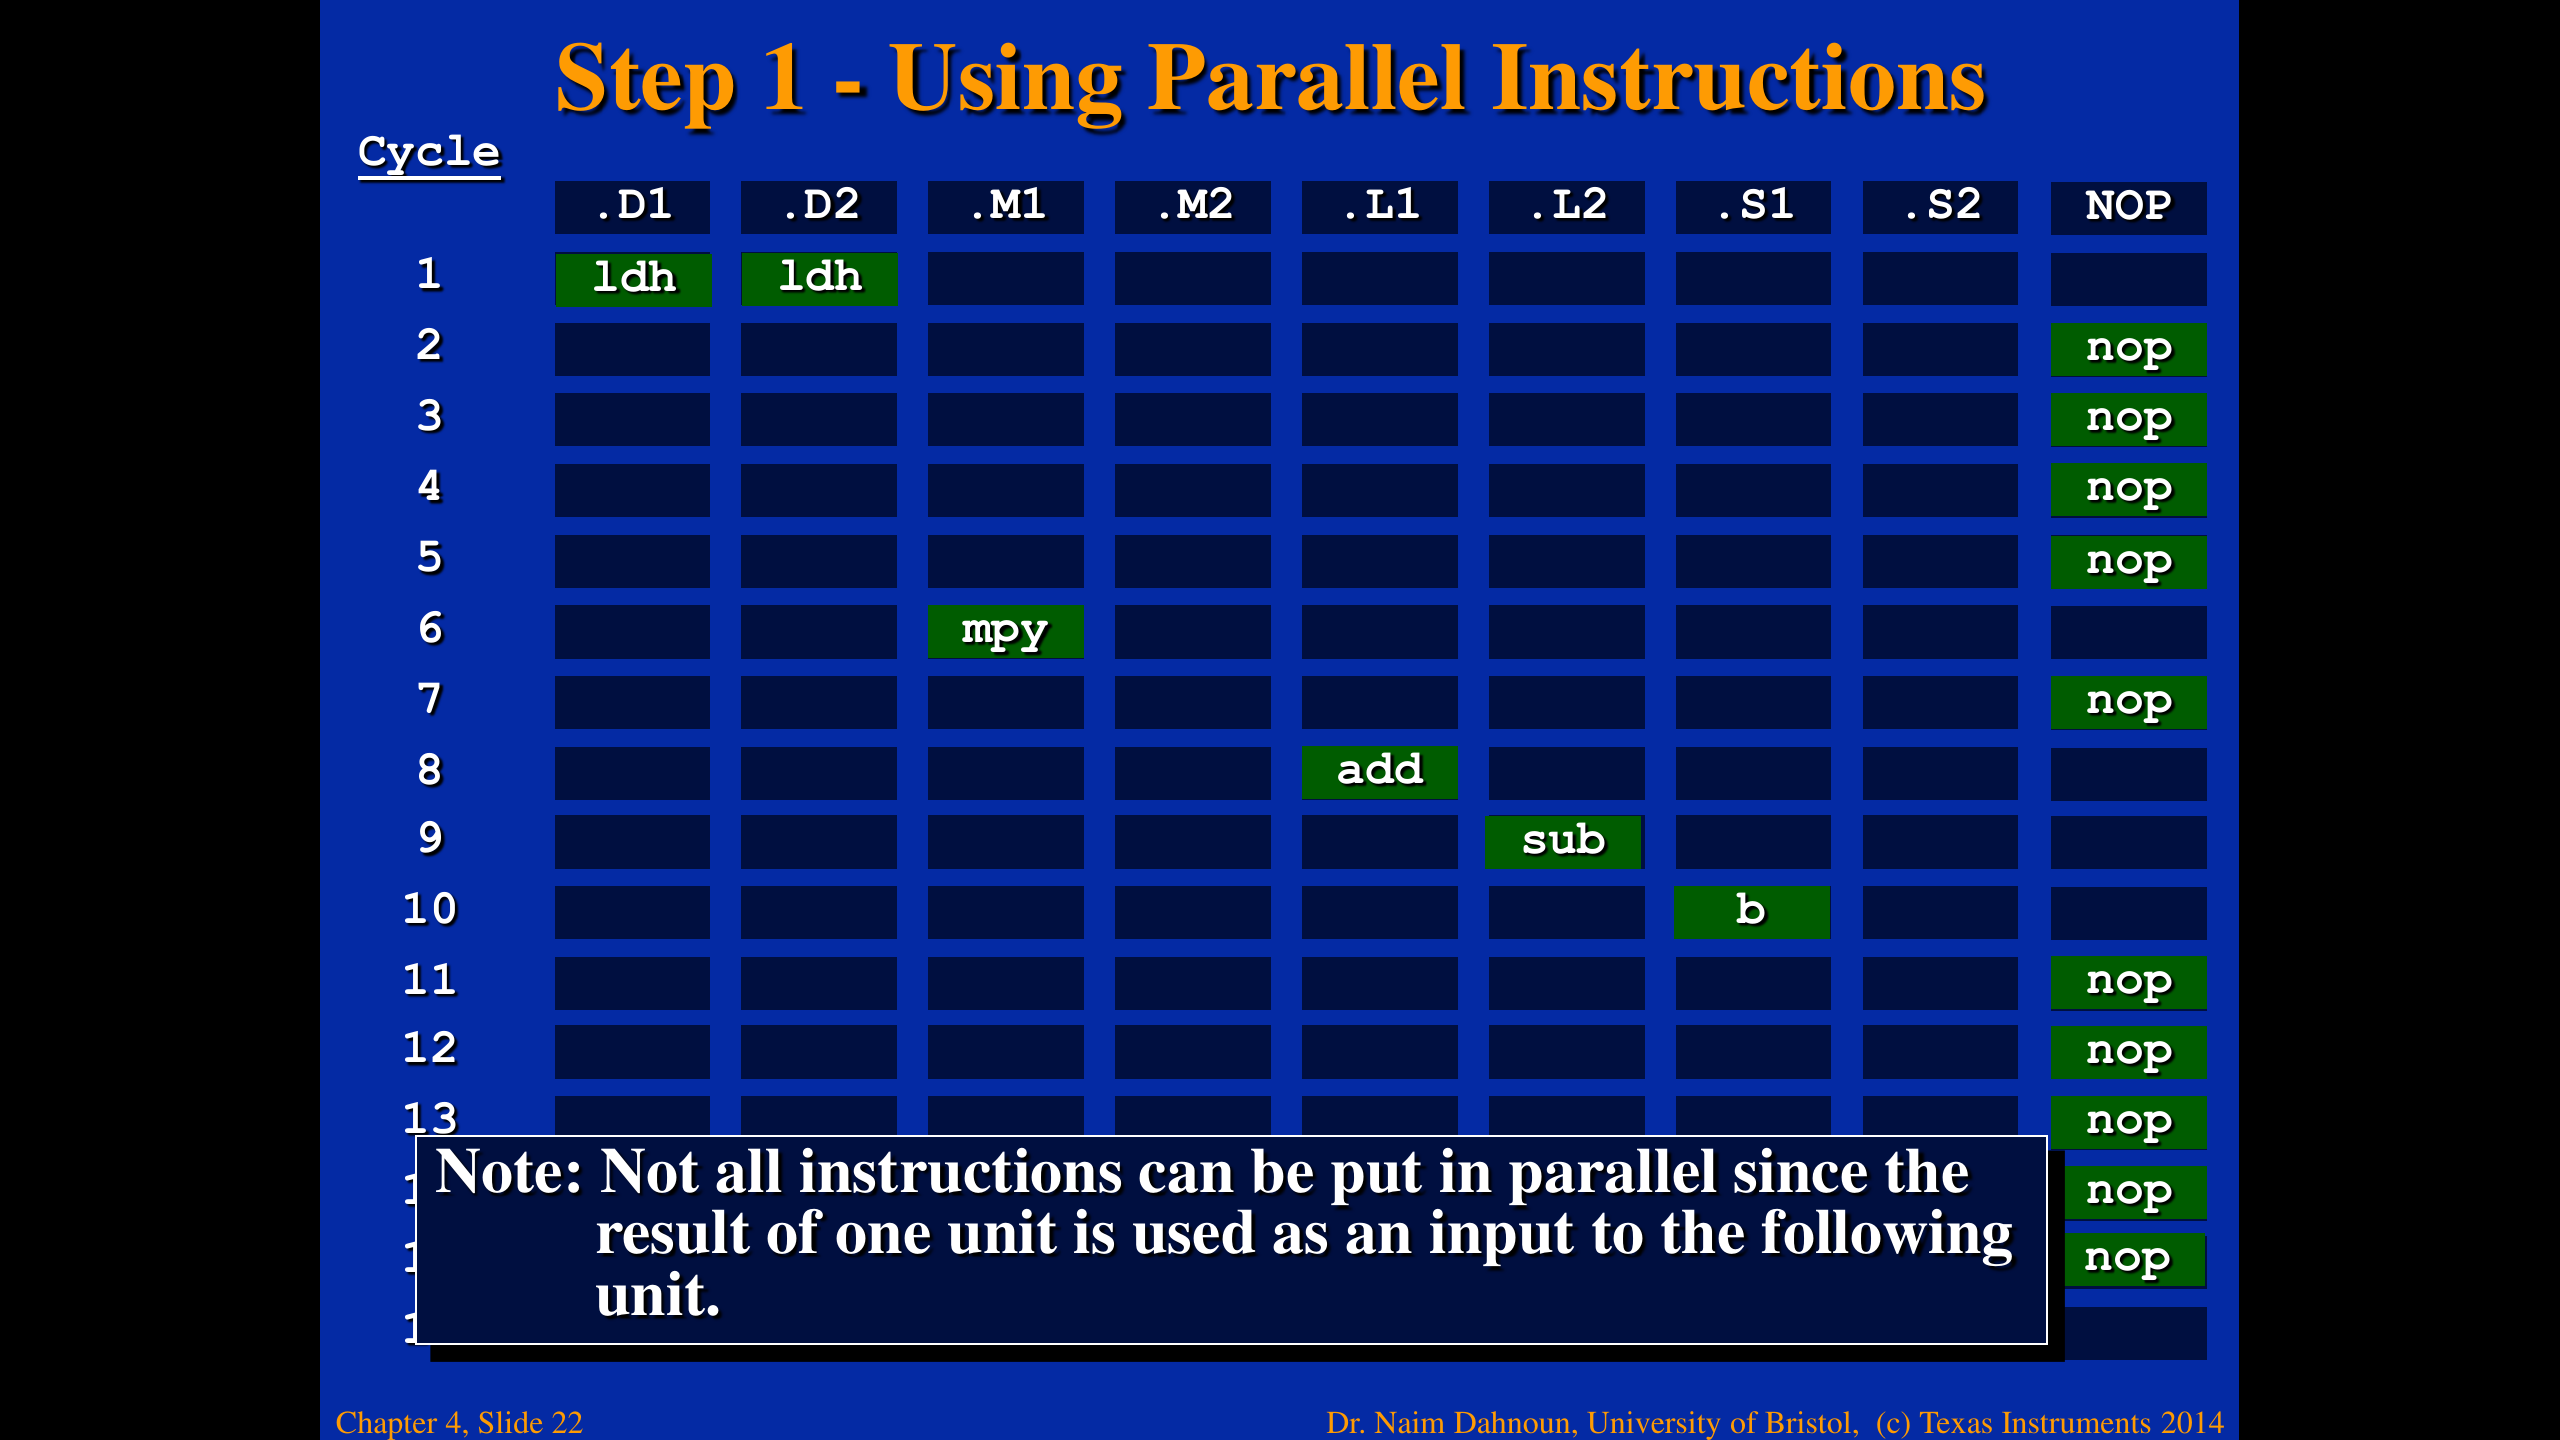 Step 1 - Using Parallel Instructions
Cycle
.D1 .D2 .M1 .M2 .L1 .L2 .S1 .S2 NOP
1 ldh ldh
2 nop
3 nop
4 nop
5 nop
6 mpy
7 nop
8 add
9 sub
10 b
11 nop
12 nop
13 nop
nop
nop
Note: Not all instructions can be put in parallel since the
result of one unit is used as an input to the following
unit.
Chapter 4, Slide 22
Dr. Naim Dahnoun, University of Bristol, (c) Texas Instruments 2014